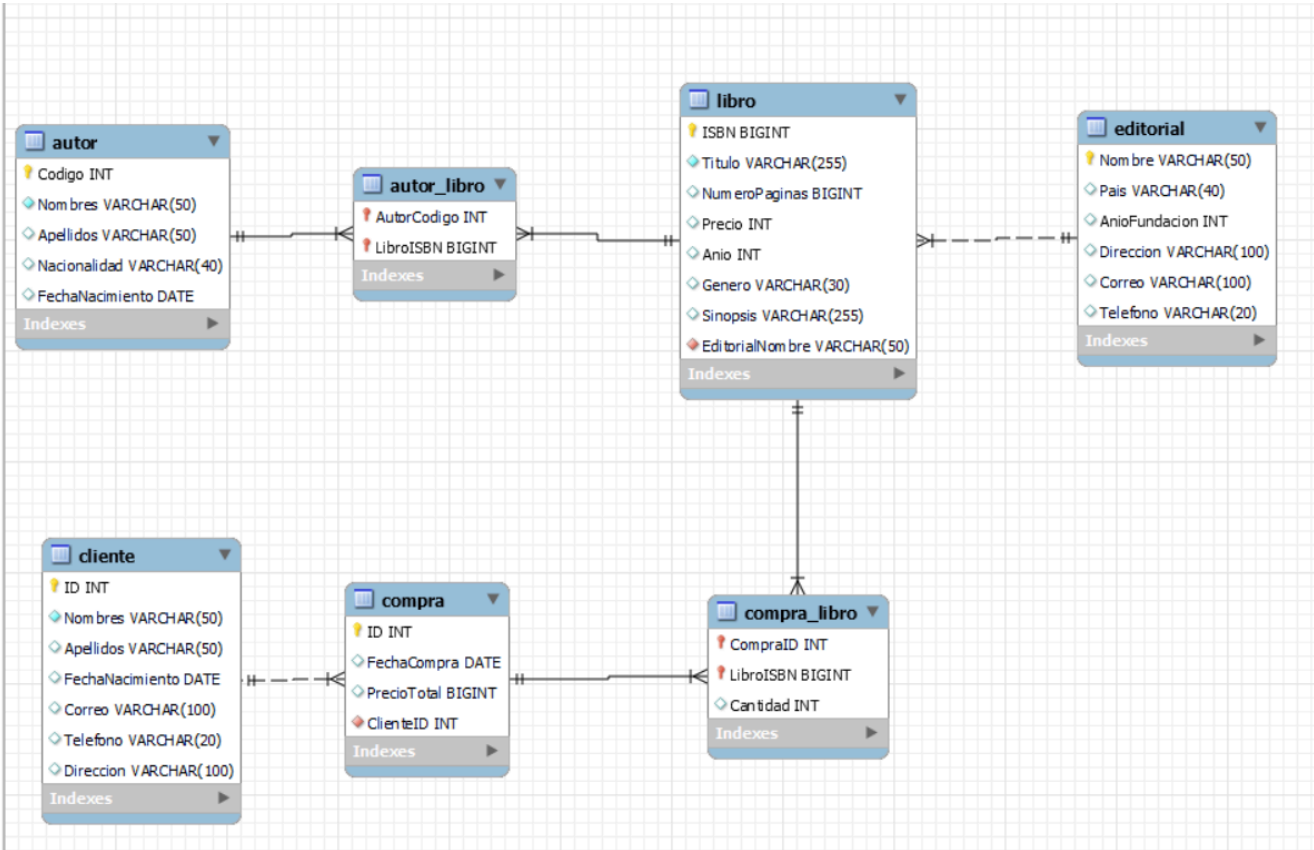 autor
Codigo INT
Nombres VARCHAR(50)
Apellidos VARCHAR(50)
Nacionalidad VARCHAR(40)
FechaNacimiento DATE
Indexes
autor_libro
AutorCodigo INT
LibroISBN BIGINT
Indexes
libro
ISBN BIGINT
Titulo VARCHAR(255)
NumeroPaginas BIGINT
Precio INT
Anio INT
Genero VARCHAR(30)
Sinopsis VARCHAR(255)
EditorialNombre VARCHAR(50)
Indexes
editorial
Nombre VARCHAR(50)
Pais VARCHAR(40)
AnioFundacion INT
Direccion VARCHAR(100)
Correo VARCHAR(100)
Telefono VARCHAR(20)
Indexes
cliente
ID INT
Nombres VARCHAR(50)
Apellidos VARCHAR(50)
FechaNacimiento DATE
Correo VARCHAR(100)
Telefono VARCHAR(20)
Direccion VARCHAR(100)
Indexes
compra
ID INT
FechaCompra DATE
PrecioTotal BIGINT
ClienteID INT
Indexes
compra_libro
CompraID INT
LibroISBN BIGINT
Cantidad INT
Indexes